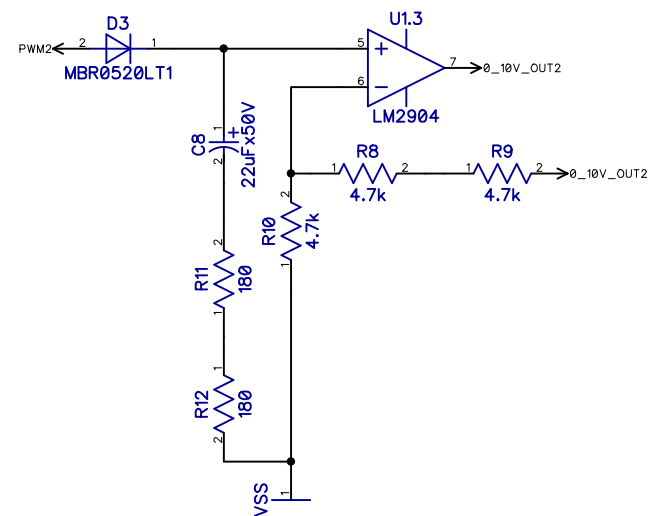 U1.3
D3
PWM2 2 1 5 +
7 0_10V_OUT2
MBR0520LT1
6 −
LM2904
C8 1 + 2 22uFx50V
R8 R9
1 2 1 2 0_10V_OUT2
4.7k 4.7k
2 R10 4.7k 1
2 R11 180 1
1 R12 180 2
VSS 1